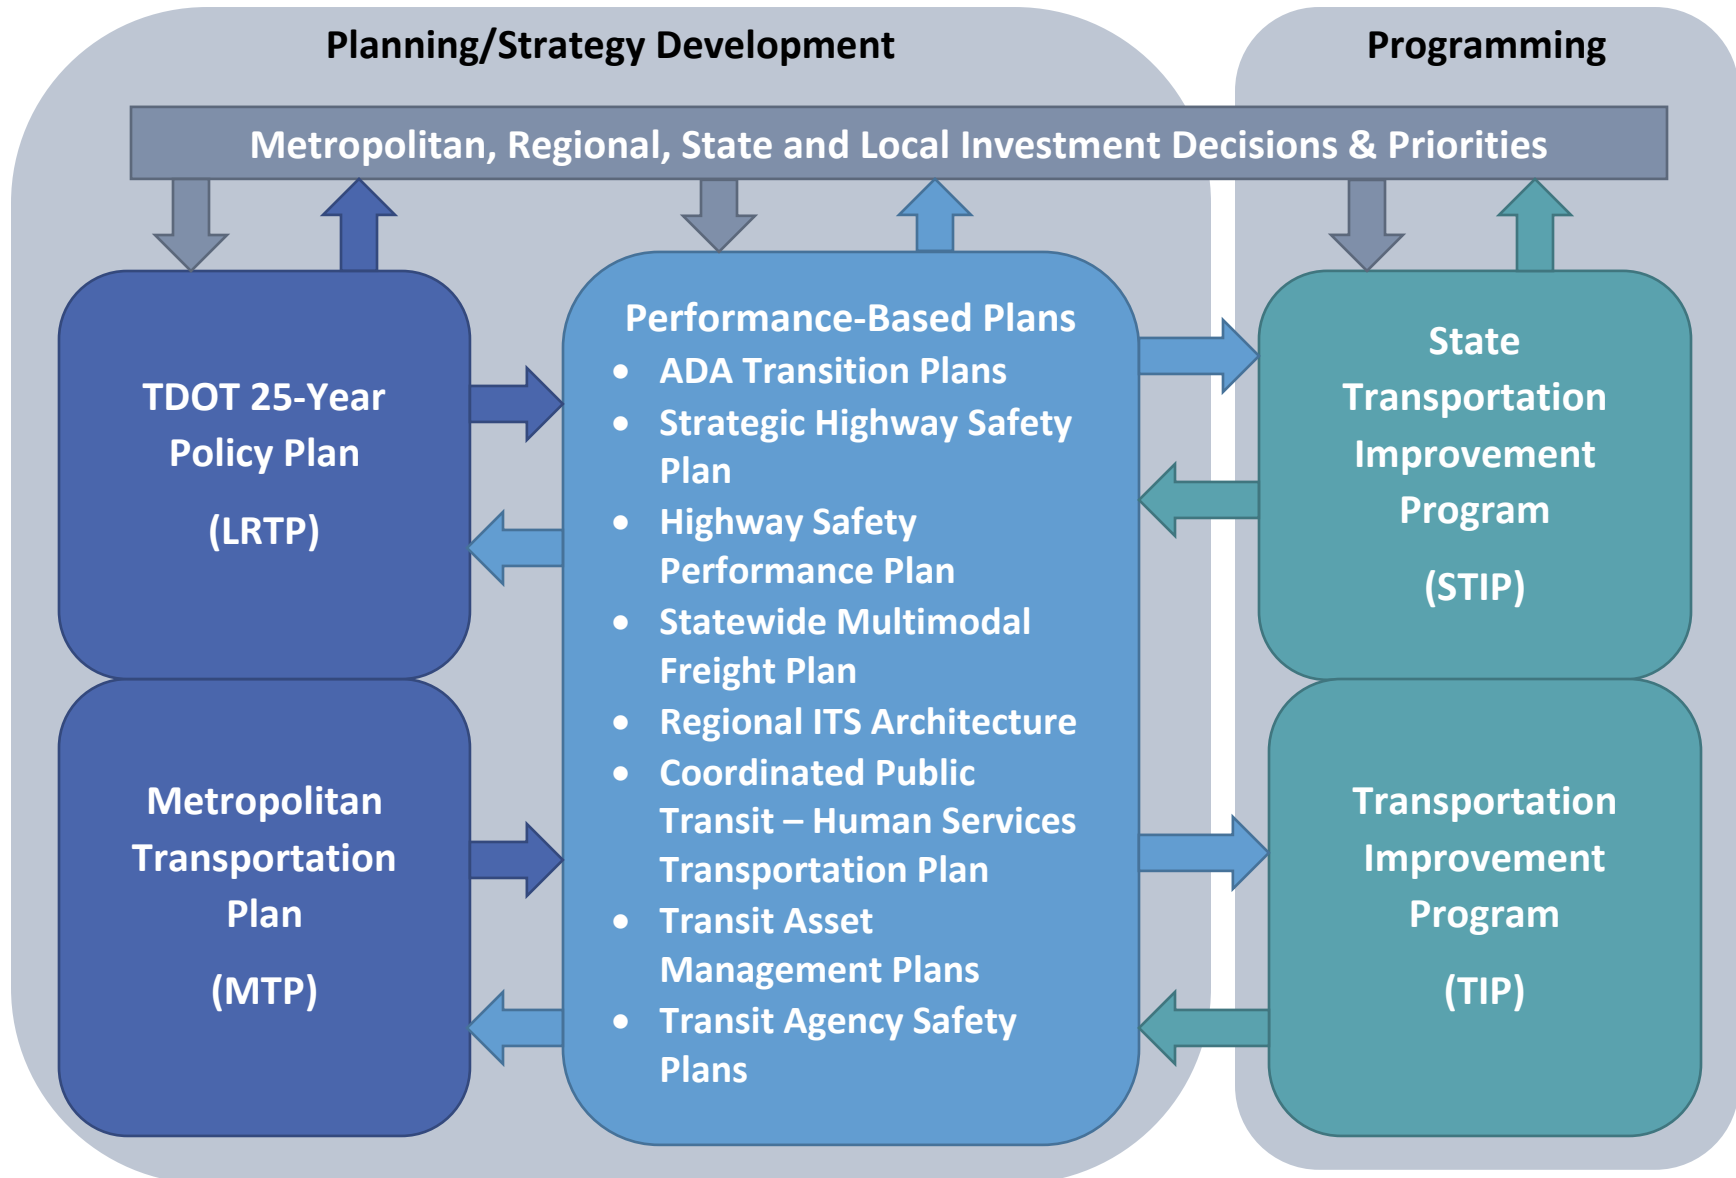 Planning/Strategy Development
Programming
Metropolitan, Regional, State and Local Investment Decisions & Priorities
TDOT 25-Year
Policy Plan
(LRTP)
Metropolitan
Transportation
Plan
(MTP)
Performance-Based Plans
• ADA Transition Plans
• Strategic Highway Safety
Plan
• Highway Safety
Performance Plan
• Statewide Multimodal
Freight Plan
• Regional ITS Architecture
• Coordinated Public
Transit – Human Services
Transportation Plan
• Transit Asset
Management Plans
• Transit Agency Safety
Plans
State
Transportation
Improvement
Program
(STIP)
Transportation
Improvement
Program
(TIP)